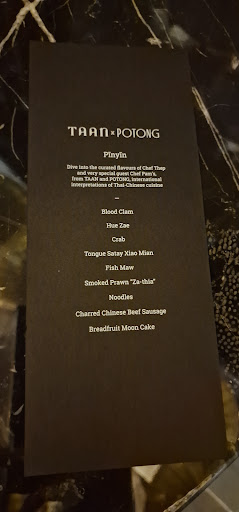 TAAN × POTONG
Pīnyīn
Dive into the curated flavours of Chef Thep
and very special guest Chef Pam's,
from TAAN and POTONG, international
interpretations of Thai-Chinese cuisine
—
Blood Clam
Hue Zae
Crab
Tongue Satay Xiao Mian
Fish Maw
Smoked Prawn "Za-this"
Noodles
Charred Chinese Beef Sausage
Breadfruit Moon Cake